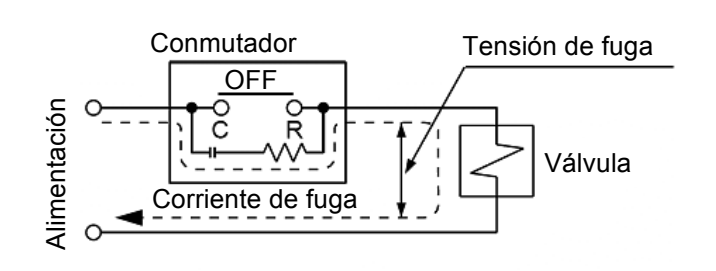 Conmutador
Tensión de fuga
OFF
C
R
Alimentación
Válvula
Corriente de fuga